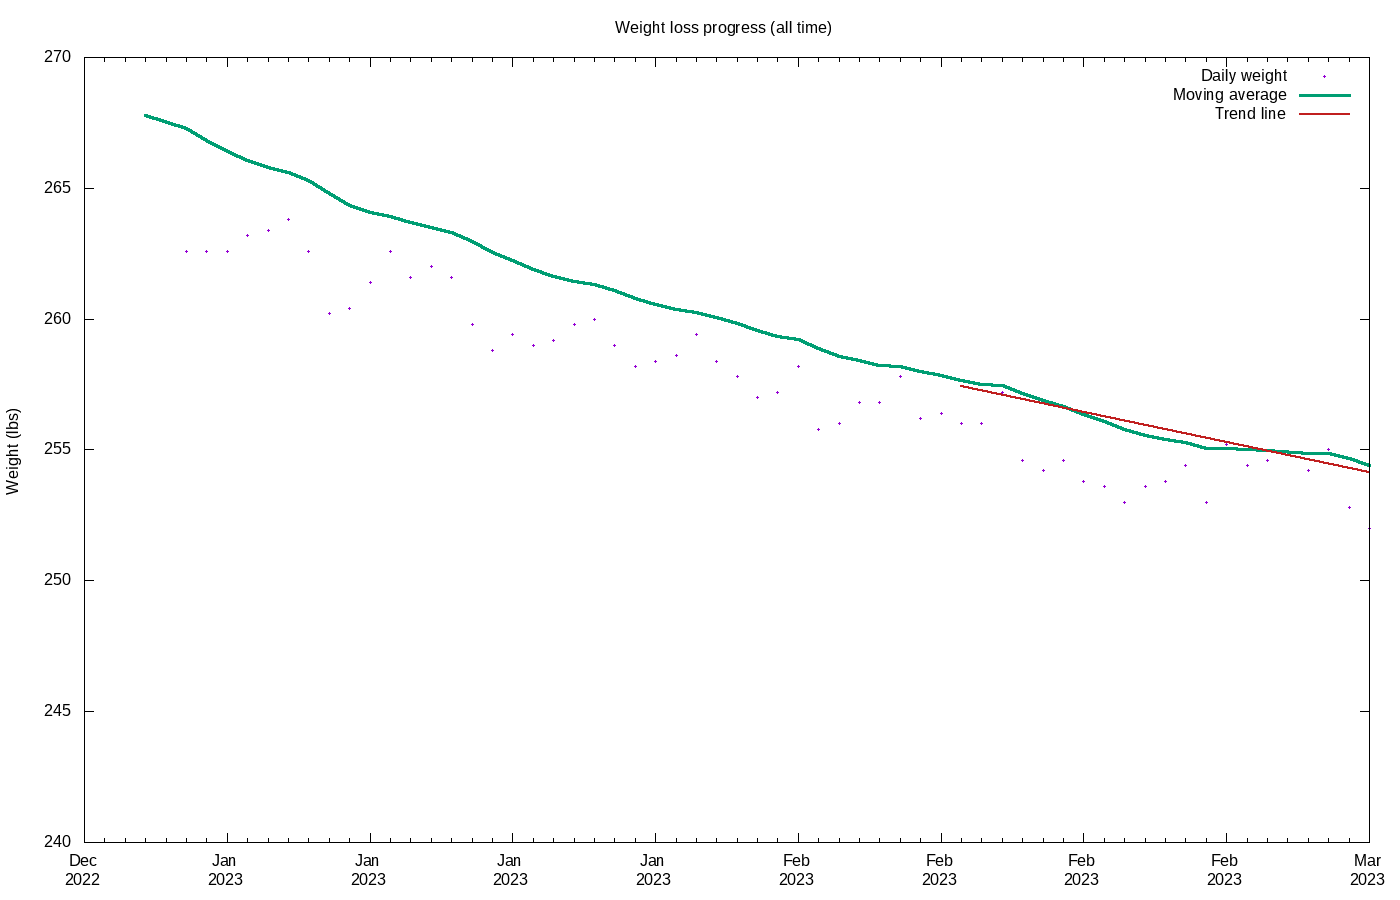 Weight loss progress (all time)
270
265
260
255
250
245
240
Weight (lbs)
Daily weight
Moving average
Trend line
Dec Jan Jan Jan Jan Feb Feb Feb Feb Mar
2022 2023 2023 2023 2023 2023 2023 2023 2023 2023